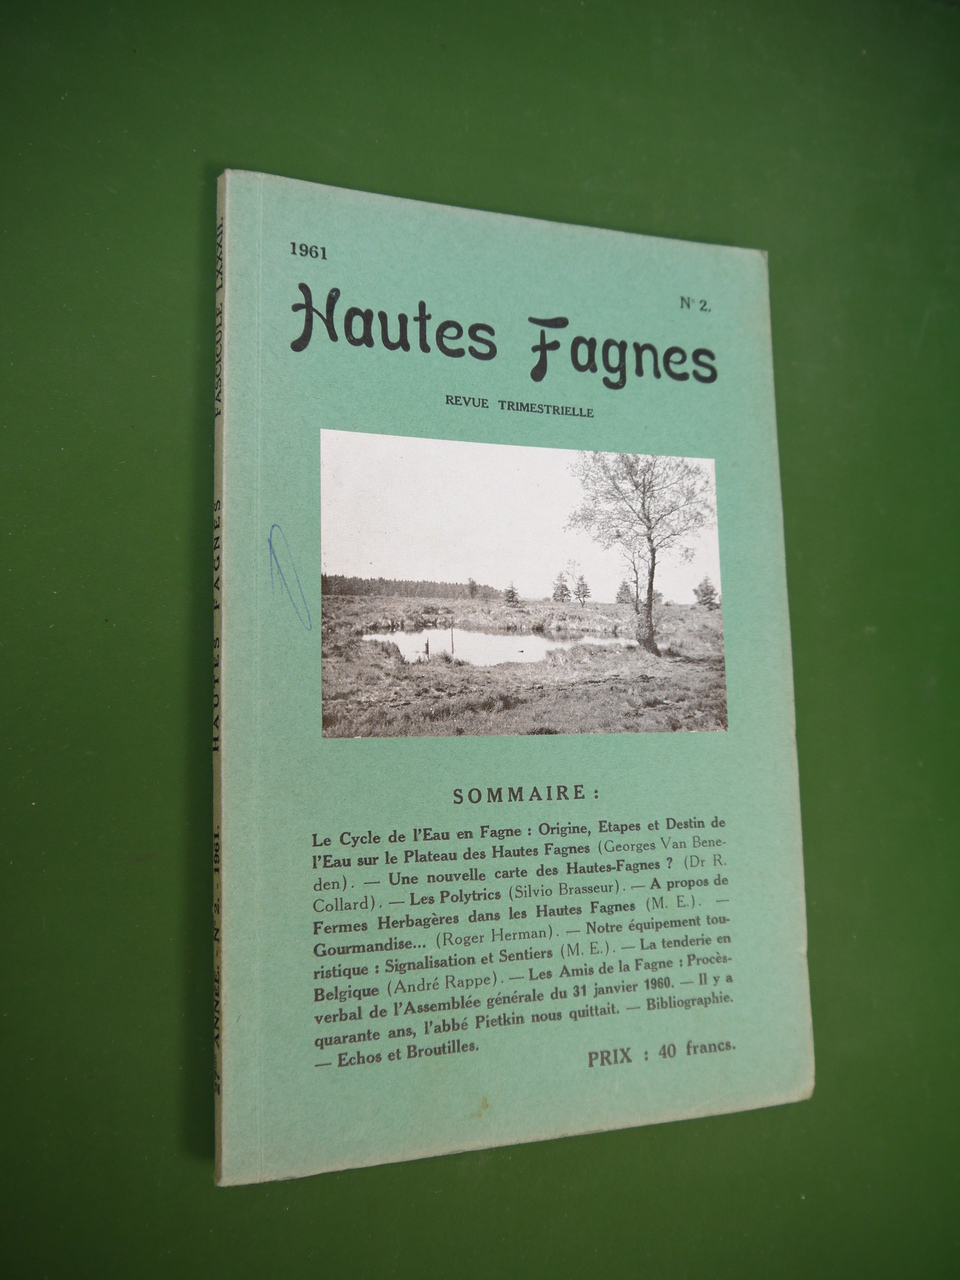 1961
N° 2.
Hautes Fagnes
REVUE TRIMESTRIELLE
SOMMAIRE :
Le Cycle de l'Eau en Fagne : Origine, Etapes et Destin de
l'Eau sur le Plateau des Hautes Fagnes (Georges Van Bene-
den). — Une nouvelle carte des Hautes-Fagnes ? (Dr R.
Collard). — Les Polytrics (Silvio Brasseur). — A propos de
Fermes Herbagères dans les Hautes Fagnes (M. E.). —
Gourmandise... (Roger Herman). — Notre équipement tou-
ristique : Signalisation et Sentiers (M. E.). — La tenderie en
Belgique (André Rappe). — Les Amis de la Fagne : Procès-
verbal de l'Assemblée générale du 31 janvier 1960. — Il y a
quarante ans, l'abbé Pietkin nous quittait. — Bibliographie.
— Echos et Broutilles.
PRIX : 40 francs.
27e ANNEE. - N° 2. - 1961. HAUTES FAGNES FASCICULE LXXXII.